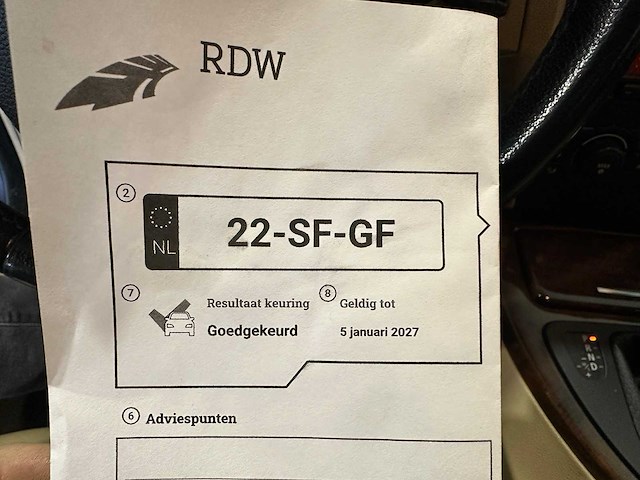 RDW
2
NL 22-SF-GF
7 Resultaat keuring 8 Geldig tot
Goedgekeurd 5 januari 2027
6 Adviespunten
N
D